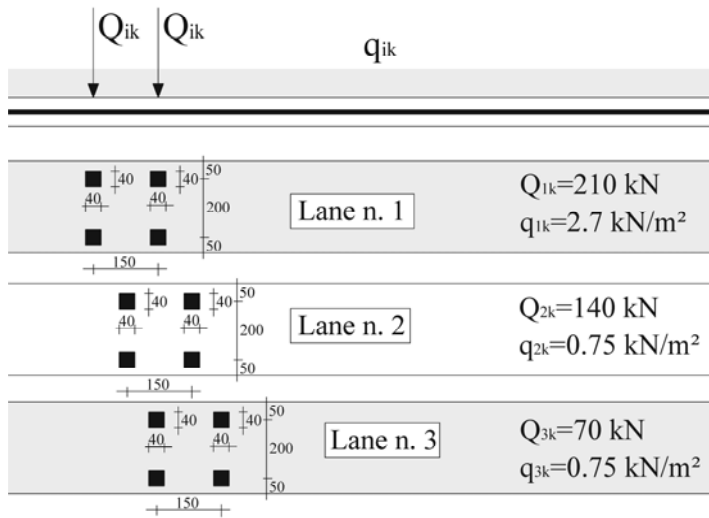 Qik Qik qik
50
40 40
40 40 200
50
150
Lane n. 1
Q1k=210 kN
q1k=2.7 kN/m²
50
40 40
40 40 200
50
150
Lane n. 2
Q2k=140 kN
q2k=0.75 kN/m²
50
40 40
40 40 200
50
150
Lane n. 3
Q3k=70 kN
q3k=0.75 kN/m²